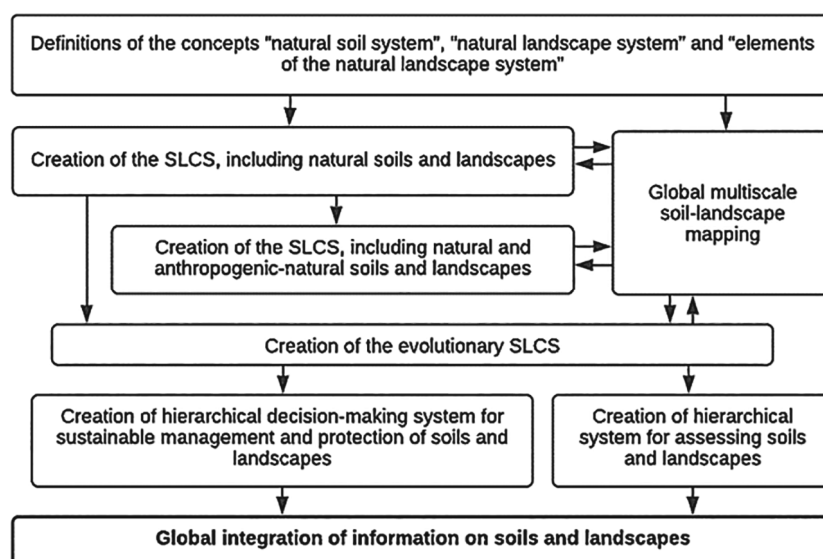 Definitions of the concepts "natural soil system", "natural landscape system" and "elements
of the natural landscape system"
Creation of the SLCS, including natural soils and landscapes
Global multiscale
soil-landscape
mapping
Creation of the SLCS, including natural and
anthropogenic-natural soils and landscapes
Creation of the evolutionary SLCS
Creation of hierarchical decision-making system for
sustainable management and protection of soils and
landscapes
Creation of hierarchical
system for assessing soils
and landscapes
Global integration of information on soils and landscapes